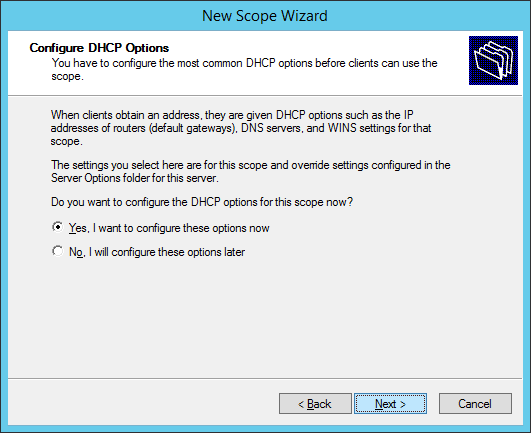 New Scope Wizard
Configure DHCP Options
You have to configure the most common DHCP options before clients can use the
scope.
When clients obtain an address, they are given DHCP options such as the IP
addresses of routers (default gateways), DNS servers, and WINS settings for that
scope.
The settings you select here are for this scope and override settings configured in the
Server Options folder for this server.
Do you want to configure the DHCP options for this scope now?
Yes, I want to configure these options now
No, I will configure these options later
< Back
Next >
Cancel